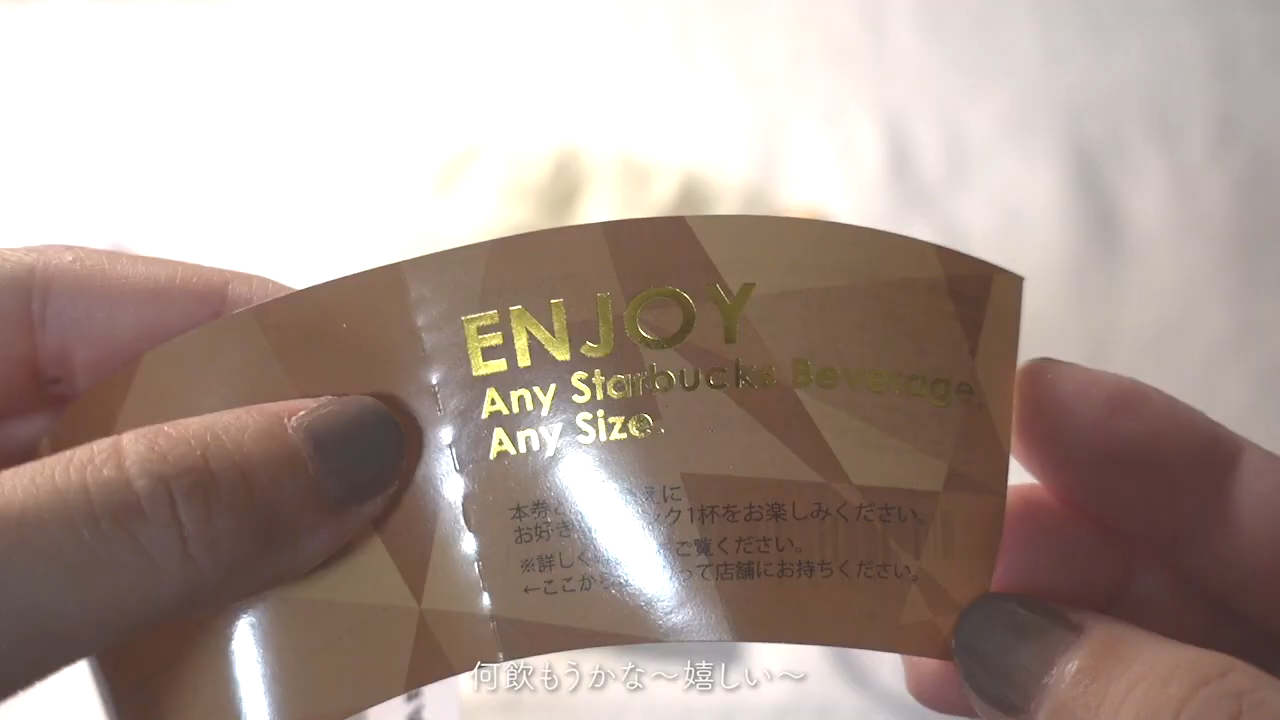 ENJOY
Any Starbucks Beverage,
Any Size.
えに
本券と ック1杯をお楽しみください。
お好き
※詳しく ご覧ください。
←ここから って店舗にお持ちください。
何飲もうかな〜嬉しい〜